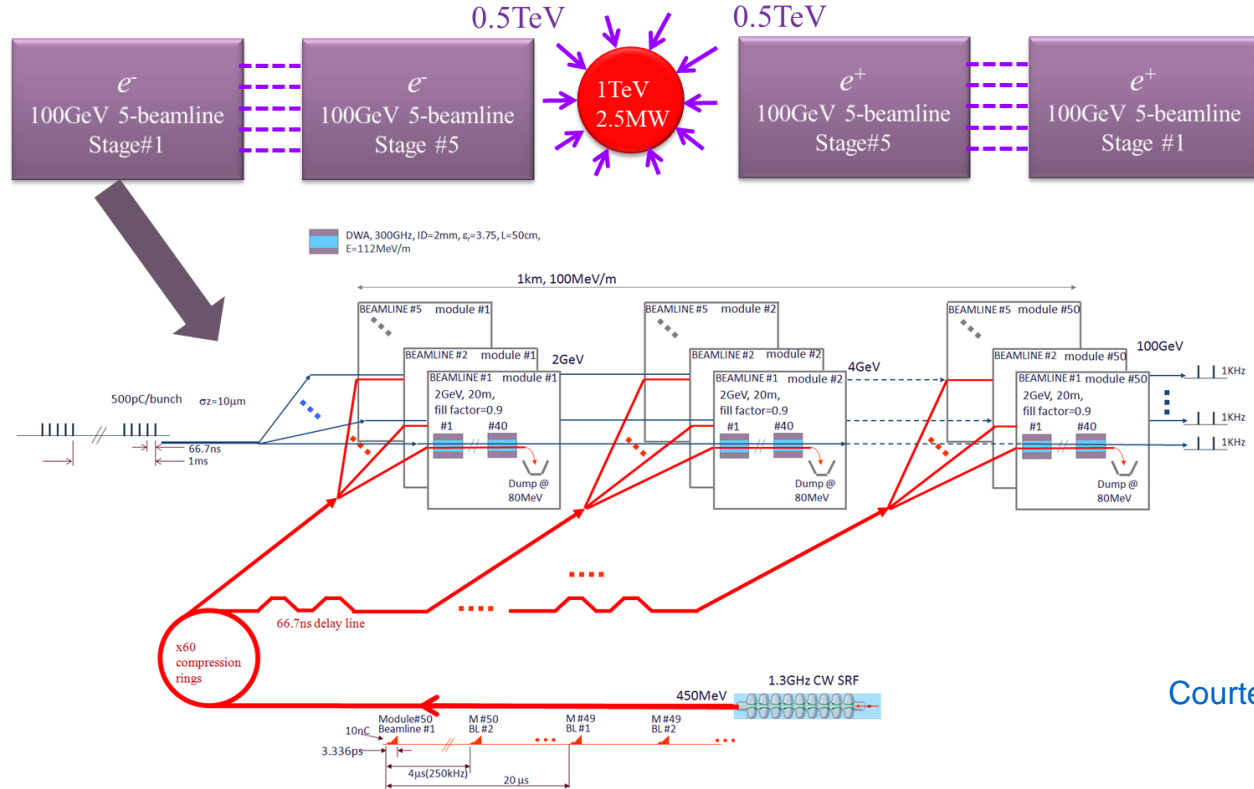 0.5TeV
0.5TeV
e-
100GeV 5-beamline
Stage#1
e-
100GeV 5-beamline
Stage #5
1TeV
2.5MW
e+
100GeV 5-beamline
Stage#5
e+
100GeV 5-beamline
Stage #1
DWA, 300GHz, ID=2mm, εr=3.75, L=50cm,
E=112MeV/m
1km, 100MeV/m
BEAMLINE #5 module #1
BEAMLINE #2 module #1
BEAMLINE #1 module #1
2GeV, 20m,
fill factor=0.9
#1 #40
Dump @
80MeV
2GeV
BEAMLINE #5 module #2
BEAMLINE #2 module #2
BEAMLINE #1 module #2
2GeV, 20m,
fill factor=0.9
#1 #40
Dump @
80MeV
4GeV
BEAMLINE #5 module #50
BEAMLINE #2 module #50
BEAMLINE #1 module #50
2GeV, 20m,
fill factor=0.9
#1 #40
Dump @
80MeV
100GeV
1KHz
1KHz
1KHz
500pC/bunch σz=10μm
66.7ns
1ms
66.7ns delay line
x60
compression
rings
1.3GHz CW SRF
450MeV
Courte
Module#50
Beamline #1
M #50
BL #2
M #49
BL #1
M #49
BL #2
10nC
3.336ps
4μs(250kHz)
20 μs